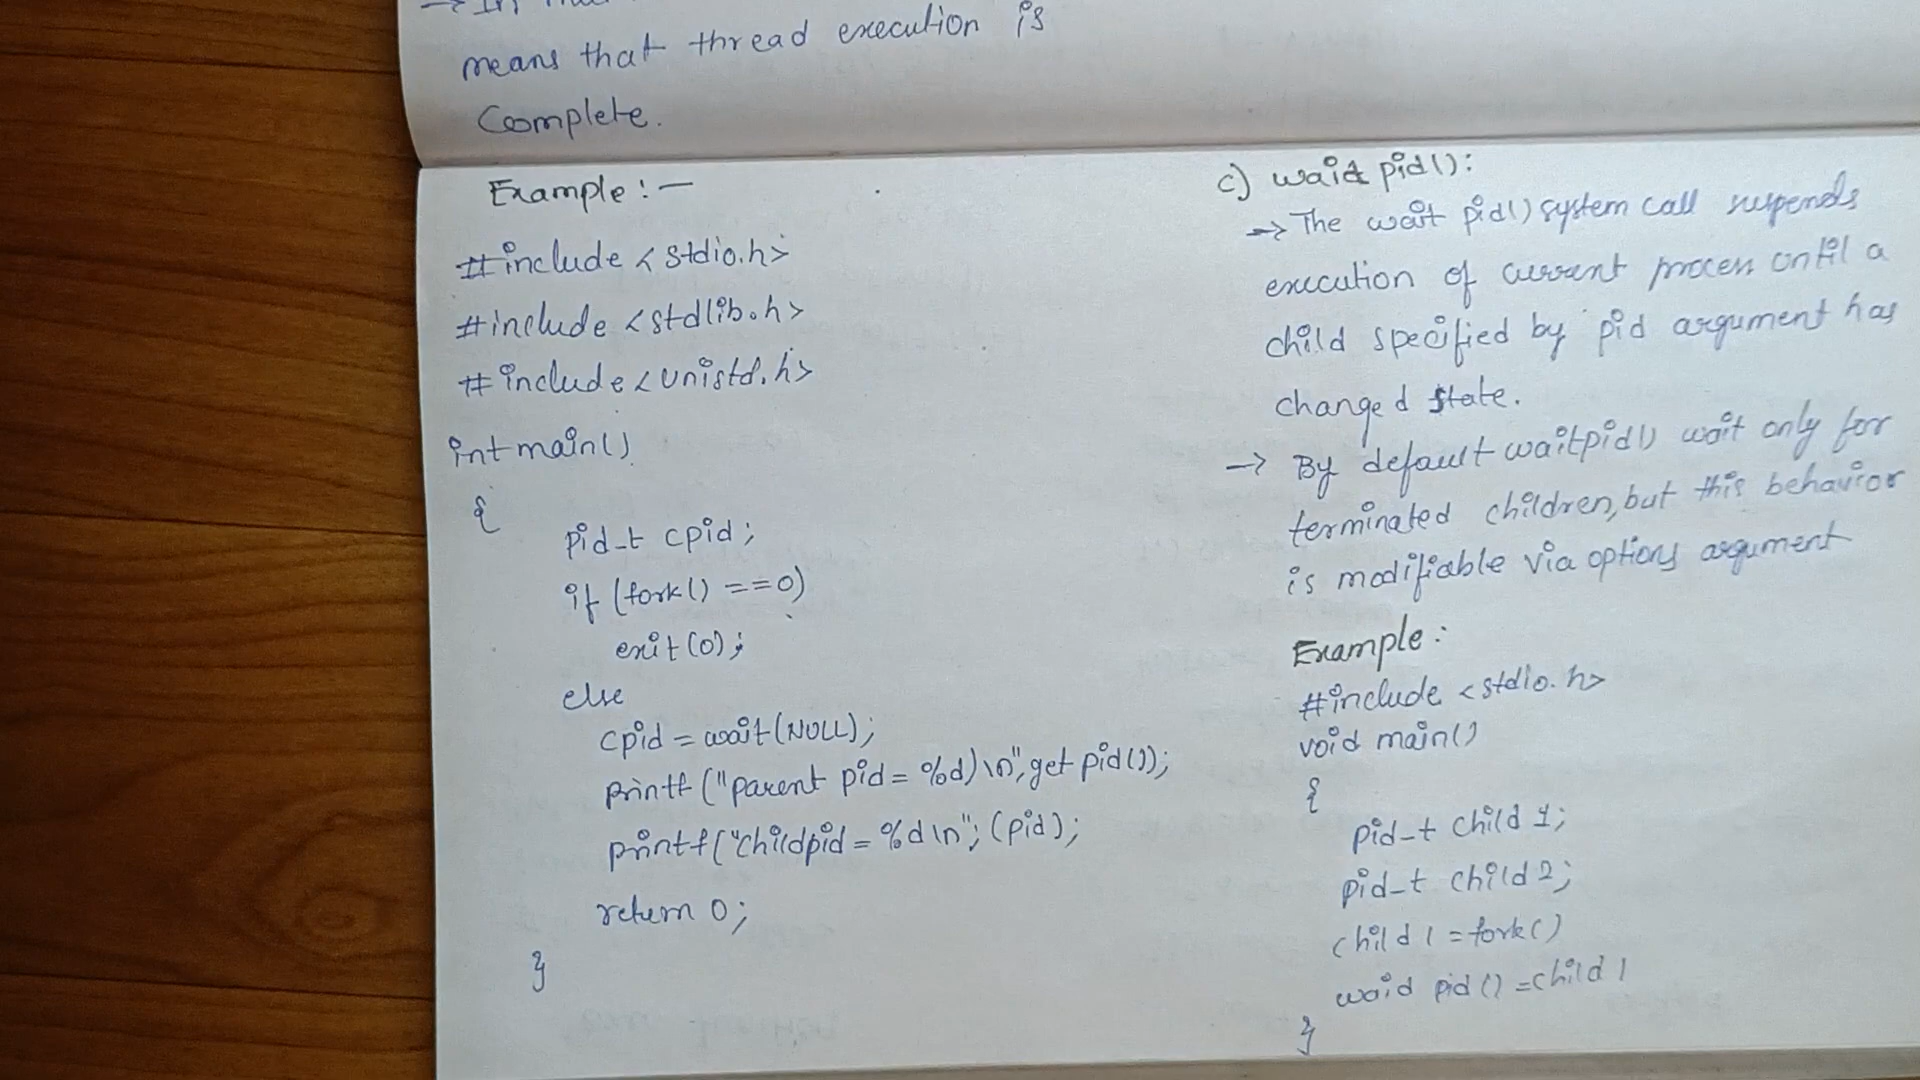 means that thread execution is
Coomplete.
Example :-
#include <stdio.h>
#include <stdlib.h>
#include <unistd.h>
int main()
{
pid_t cpid;
if (fork() ==0)
exit(0);
else
cpid = wait(NULL);
printf ("parent pid = %d)\n", get pid());
printf("childpid = %d\n"; (pid);
return 0;
}
c) wait pid():
→ The wait pid() system call suspends
execution of current process until a
child specified by pid argument has
changed state.
→ By default waitpid() wait only for
terminated children, but this behavior
is modifiable via options argument
Example:
#include <stdio.h>
void main()
{
pid_t child 1;
pid_t child 2;
child 1 = fork()
waid pid () = child 1
}